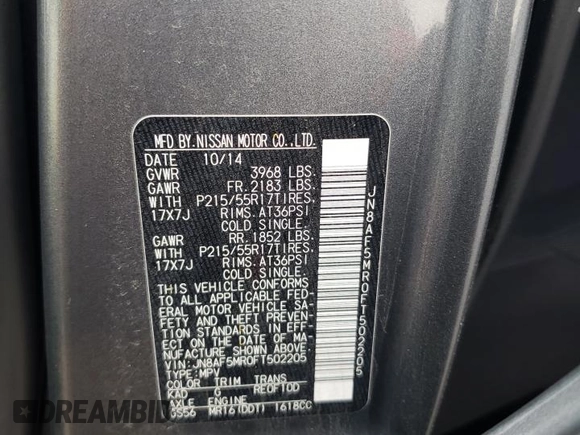 MFD BY.NISSAN MOTOR CO.,LTD.
DATE 10/14
GVWR 3968 LBS.
GAWR FR. 2183 LBS.
WITH P215/55R17TIRES.
17X7J RIMS. AT36PSI
COLD SINGLE.
GAWR RR. 1852 LBS.
WITH P215/55R17TIRES.
17X7J RIMS. AT36PSI
COLD SINGLE.
THIS VEHICLE CONFORMS
TO ALL APPLICABLE FED-
ERAL MOTOR VEHICLE SA-
FETY AND THEFT PREVEN-
TION STANDARDS IN EFF-
ECT ON THE DATE OF MA-
NUFACTURE SHOWN ABOVE.
VIN:JN8AF5MR0FT502205
TYPE:MPV
COLOR TRIM TRANS
KAD G RE0F10D
AXLE ENGINE
GS56 MR16(DDT) 1618CC
JN8AF5MR0FT502205
DREAMBID.COM